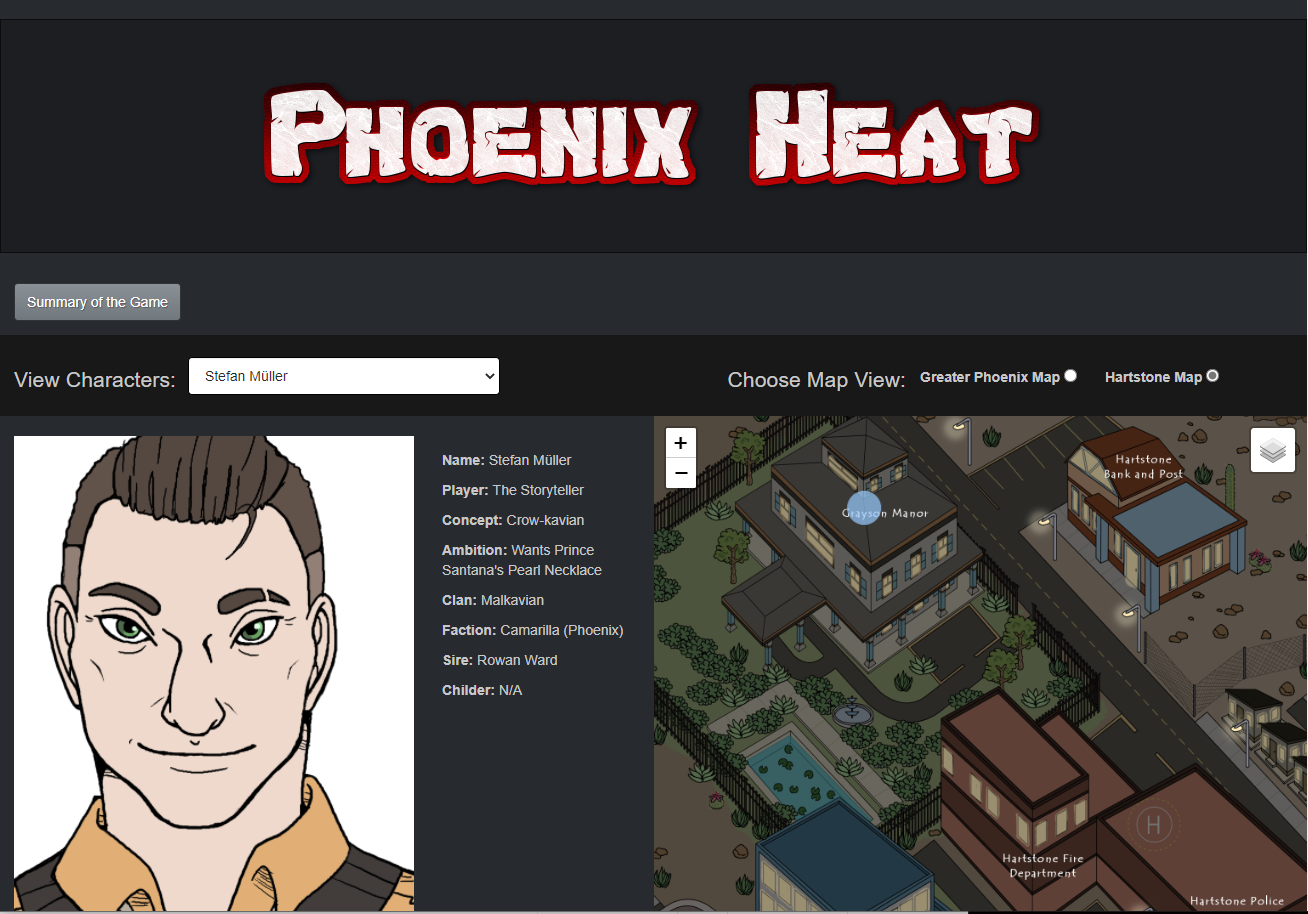 Phoenix Heat
Summary of the Game
View Characters:
Stefan Müller
Choose Map View:
Greater Phoenix Map
Hartstone Map
Name: Stefan Müller
Player: The Storyteller
Concept: Crow-kavian
Ambition: Wants Prince
Santana's Pearl Necklace
Clan: Malkavian
Faction: Camarilla (Phoenix)
Sire: Rowan Ward
Childer: N/A
+
−
Grayson Manor
Hartstone
Bank and Post
H
Hartstone Fire
Department
Hartstone Police